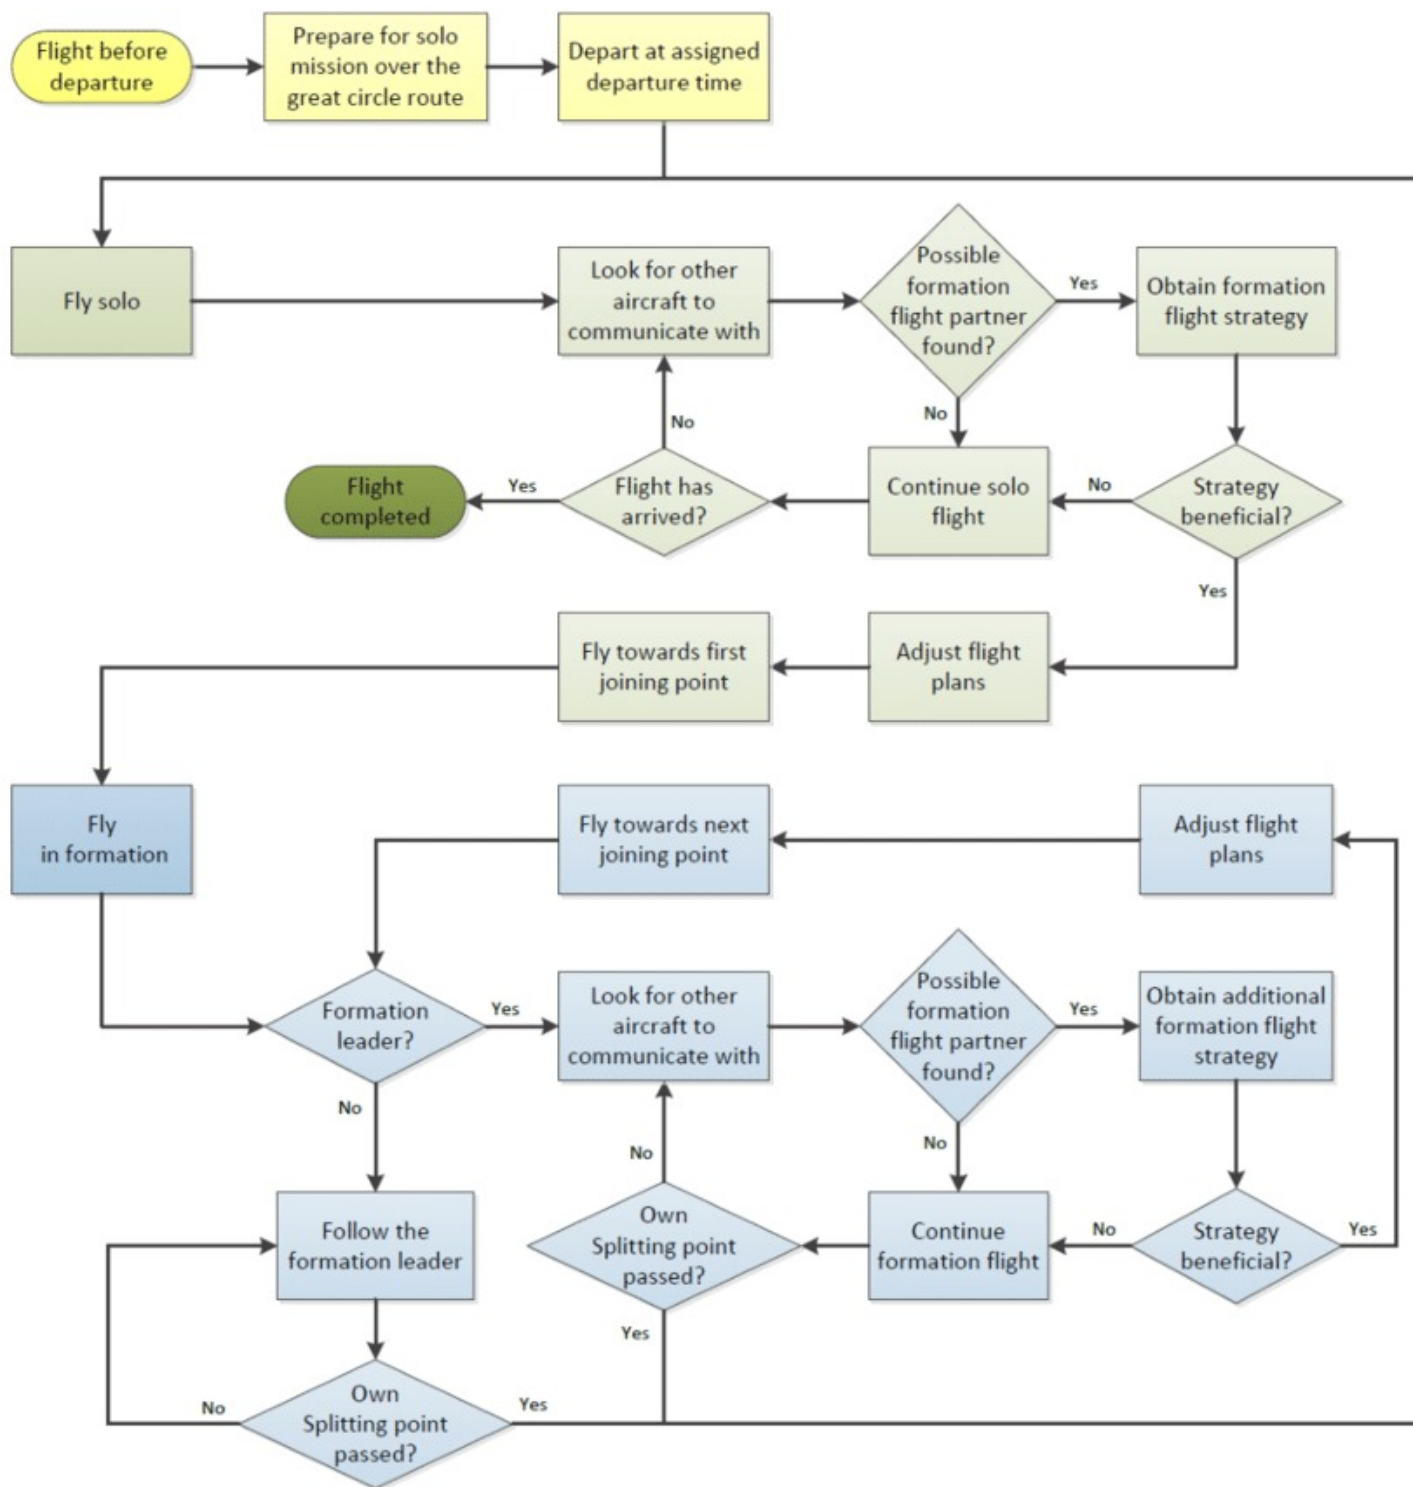 Flight before
departure
Prepare for solo
mission over the
great circle route
Depart at assigned
departure time
Fly solo
Look for other
aircraft to
communicate with
Possible
formation
flight partner
found?
Yes
Obtain formation
flight strategy
No
No
Flight
completed
Yes
Flight has
arrived?
Continue solo
flight
No
Strategy
beneficial?
Yes
Fly towards first
joining point
Adjust flight
plans
Fly
in formation
Fly towards next
joining point
Adjust flight
plans
Formation
leader?
Yes
Look for other
aircraft to
communicate with
Possible
formation
flight partner
found?
Yes
Obtain additional
formation flight
strategy
No
No
No
Follow the
formation leader
Own
Splitting point
passed?
Continue
formation flight
No
Strategy
beneficial?
Yes
Yes
No
Own
Splitting point
passed?
Yes